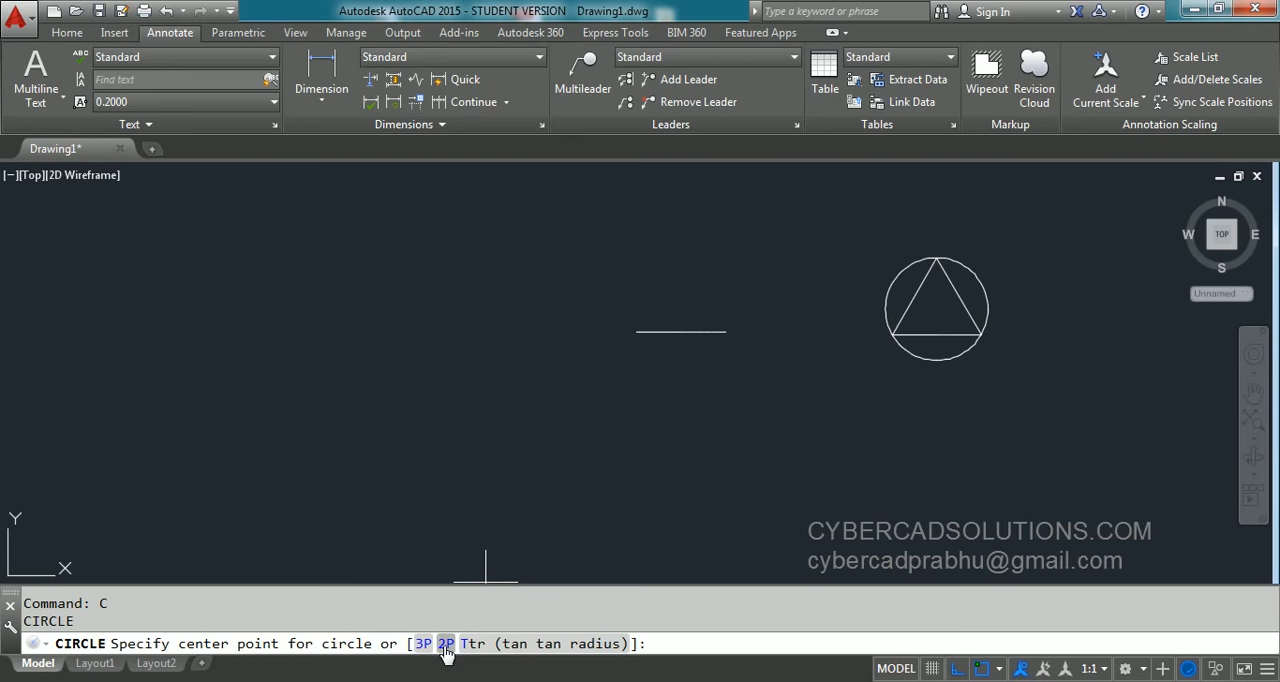 Autodesk AutoCAD 2015 - STUDENT VERSION Drawing1.dwg
Type a keyword or phrase
Sign In
Home Insert Annotate Parametric View Manage Output Add-ins Autodesk 360 Express Tools BIM 360 Featured Apps
Multiline
Text
ABC
Standard
Find text
0.2000
A
Text
Dimension
Standard
Quick
Continue
Dimensions
Multileader
Standard
Add Leader
Remove Leader
Leaders
Table
Standard
Extract Data
Link Data
Tables
Wipeout
Revision
Cloud
Markup
Add
Current Scale
Scale List
Add/Delete Scales
Sync Scale Positions
Annotation Scaling
Drawing1*
[−][Top][2D Wireframe]
N
W TOP E
S
Unnamed
Y
X
CYBERCADSOLUTIONS.COM
cybercadprabhu@gmail.com
Command: C
CIRCLE
CIRCLE Specify center point for circle or [3P 2P Ttr (tan tan radius)]:
Model Layout1 Layout2 +
MODEL 1:1